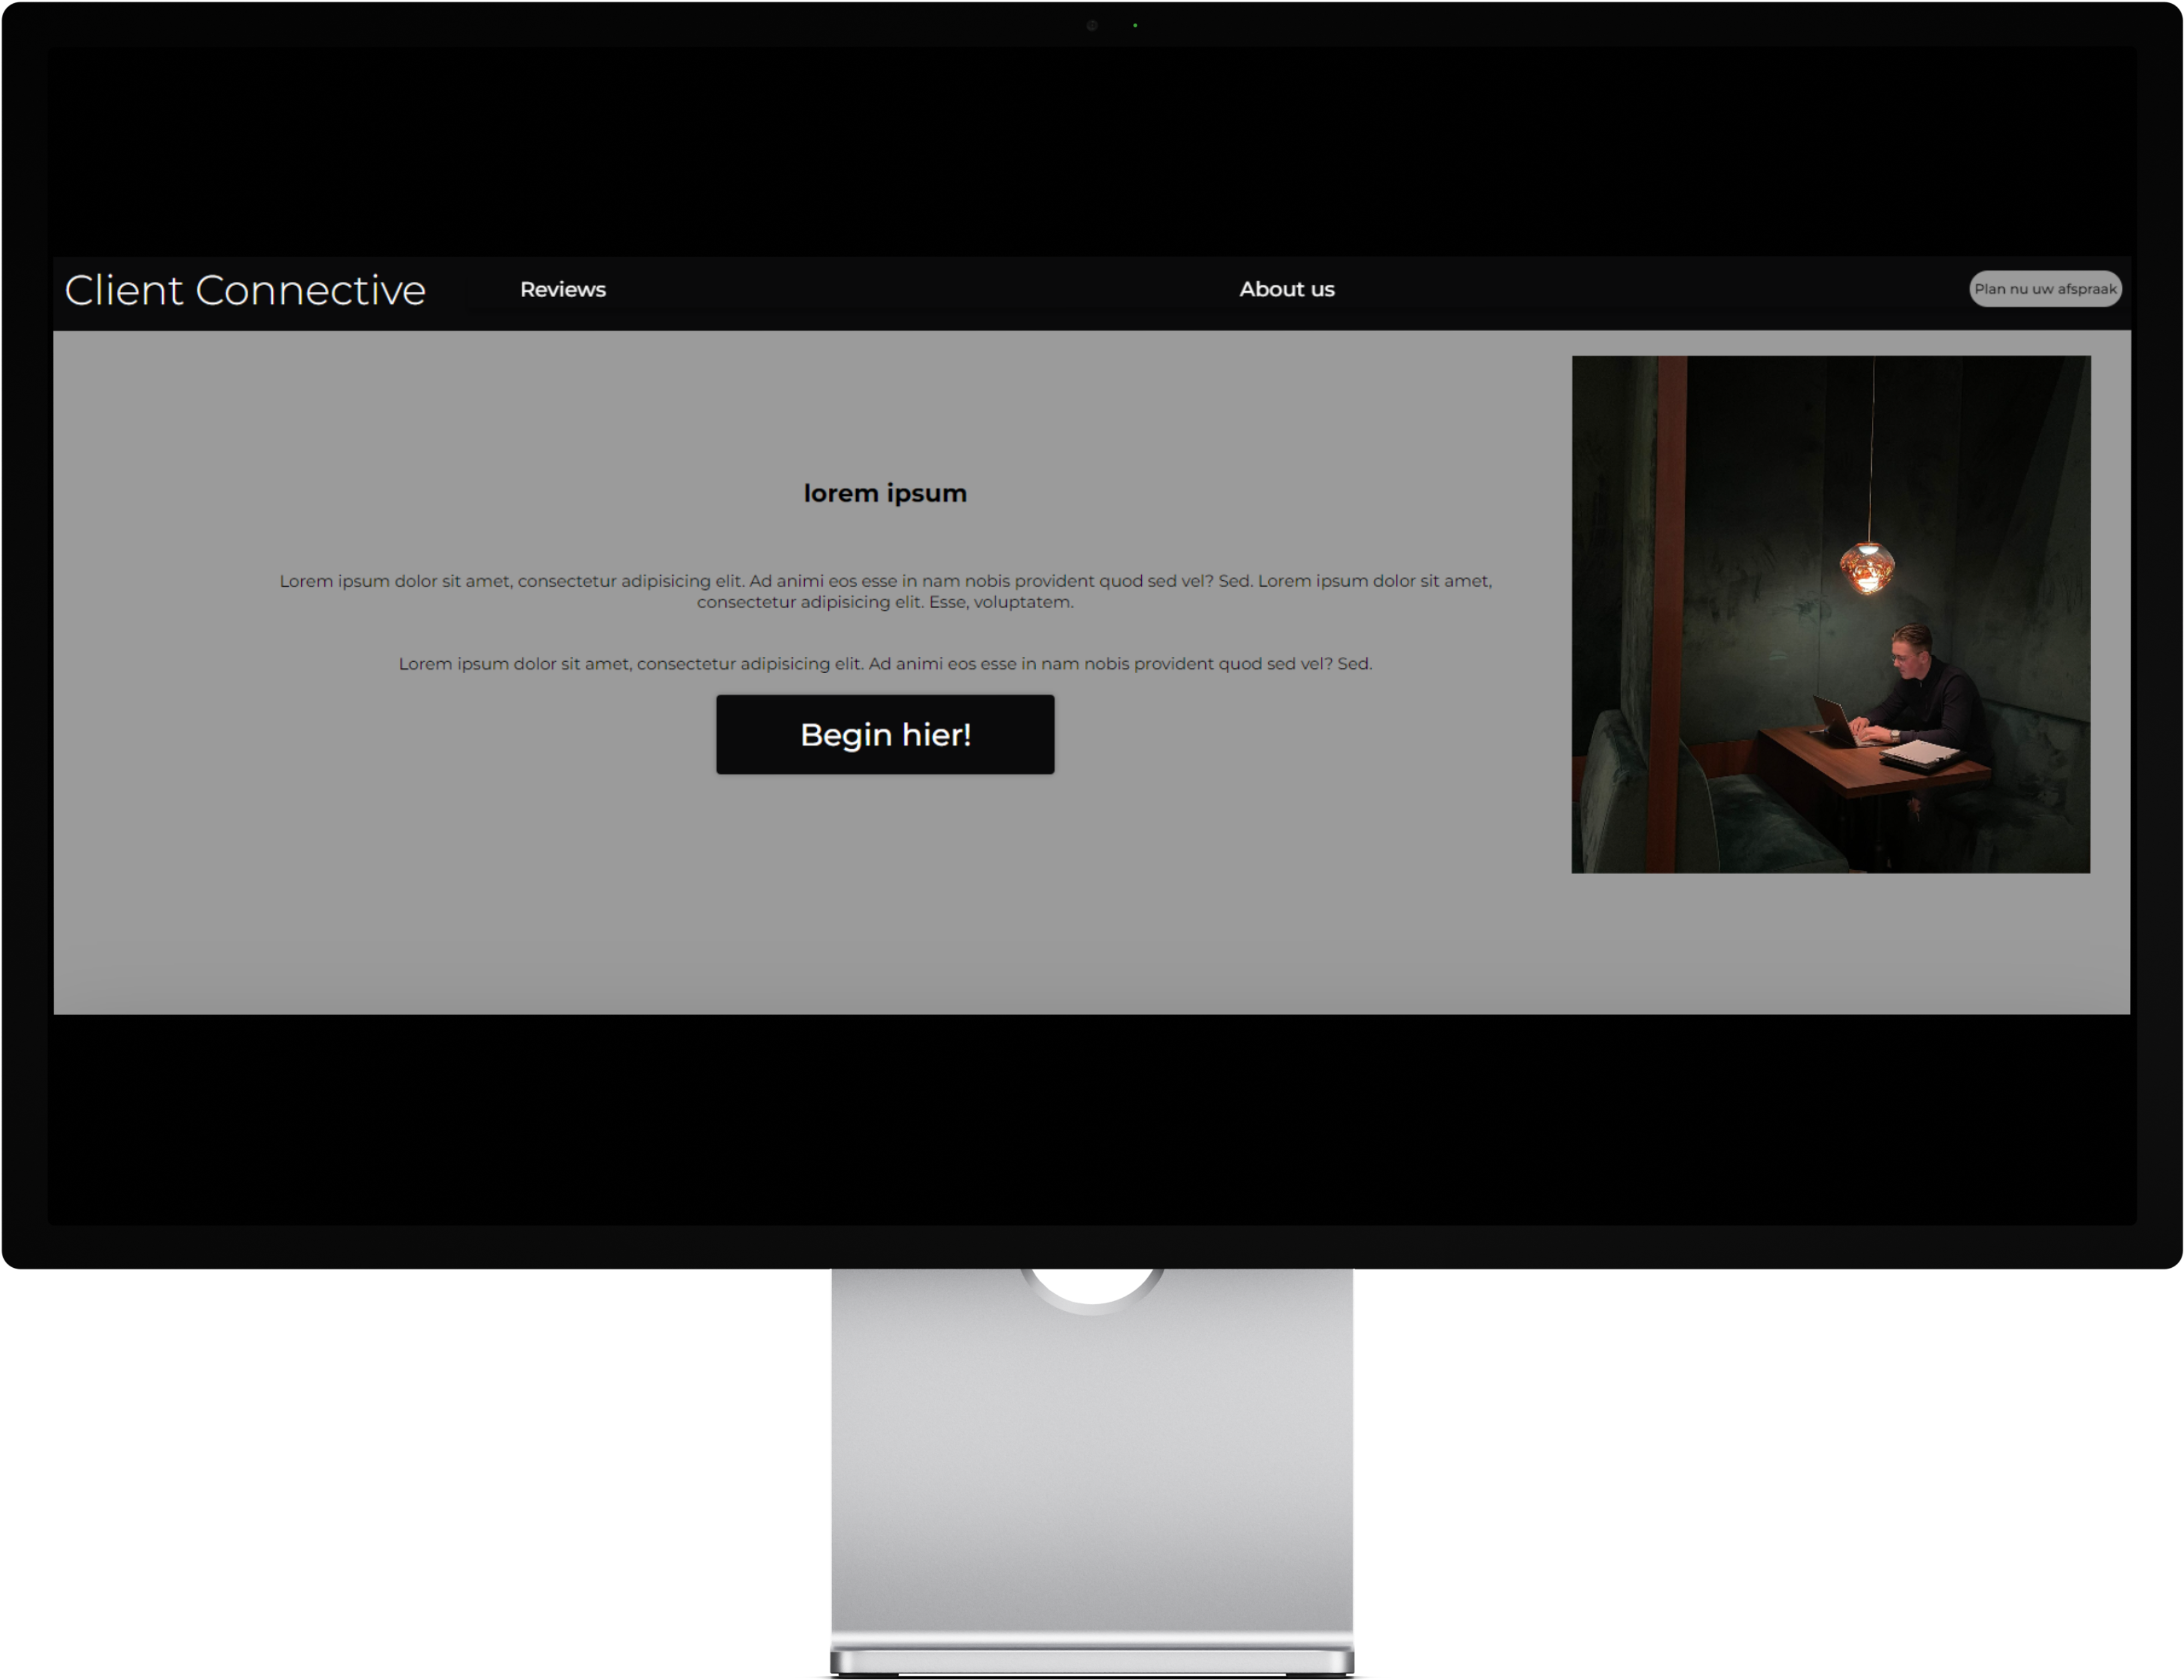 Client Connective
Reviews
About us
Plan nu uw afspraak
lorem ipsum
Lorem ipsum dolor sit amet, consectetur adipisicing elit. Ad animi eos esse in nam nobis provident quod sed vel? Sed. Lorem ipsum dolor sit amet,
consectetur adipisicing elit. Esse, voluptatem.
Lorem ipsum dolor sit amet, consectetur adipisicing elit. Ad animi eos esse in nam nobis provident quod sed vel? Sed.
Begin hier!